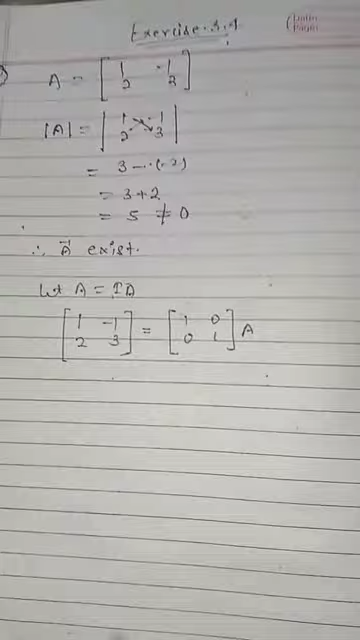 Exercise. 3.4
A = [ 1 -1
2 3 ]
|A| = | 1 -1
2 3 |
= 3 - (-2)
= 3 + 2
= 5 ≠ 0
∴ A⁻ exist.
Let A = IA
[ 1 -1
2 3 ] = [ 1 0
0 1 ] A